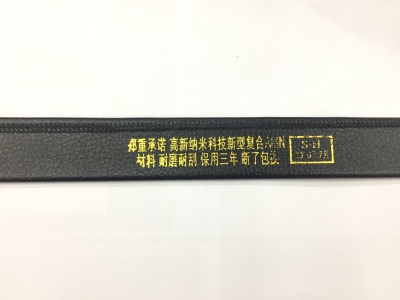 郑重承诺 高新纳米科技新型复合
材料 耐磨耐刮 保用三年 断了包换